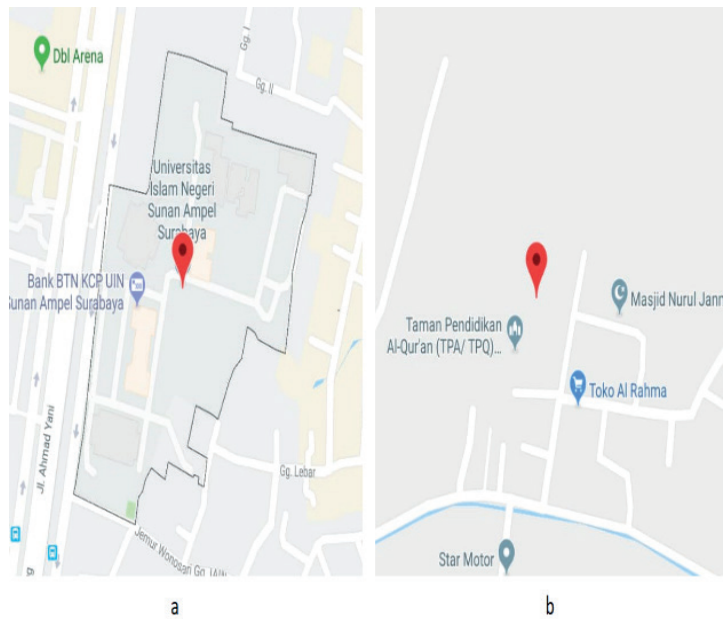 Dbl Arena
Gg. I
Gg. II
Universitas
Islam Negeri
Sunan Ampel
Surabaya
Bank BTN KCP UIN
Sunan Ampel Surabaya
Jl. Ahmad Yani
Gg. Lebar
Jemur Wonosari Gg. IAIN
g
Masjid Nurul Jann
Taman Pendidikan
Al-Qur'an (TPA/ TPQ)...
Toko Al Rahma
Star Motor
a
b